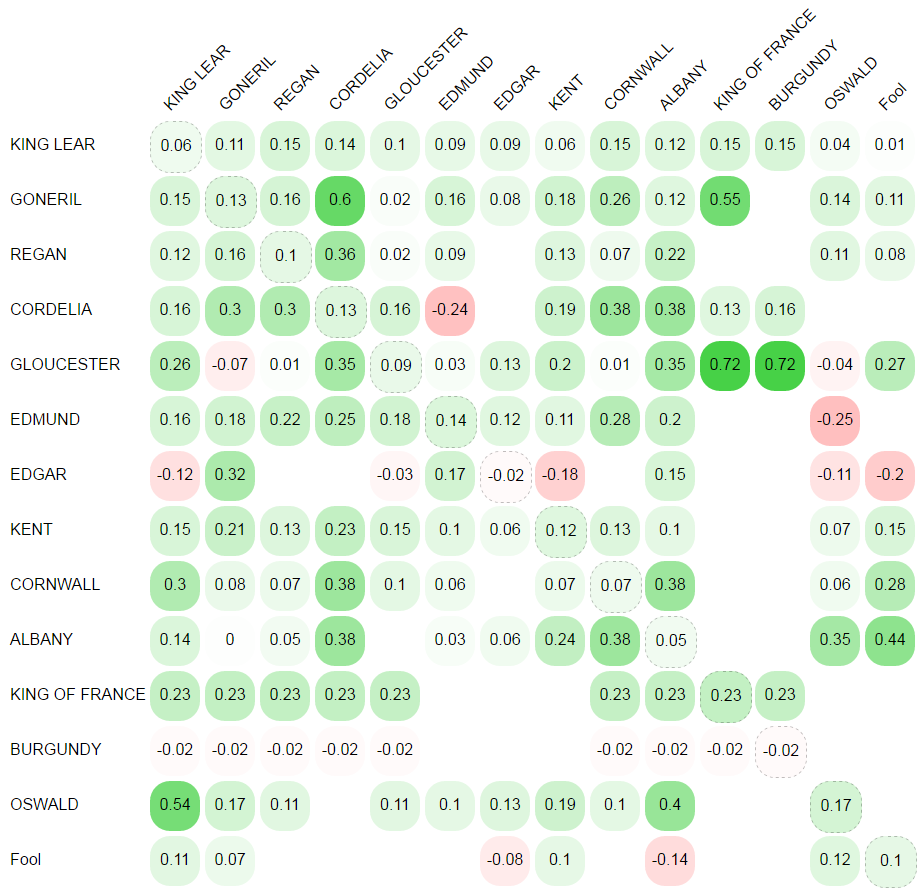 KING LEAR GONERIL REGAN CORDELIA GLOUCESTER EDMUND EDGAR KENT CORNWALL ALBANY KING OF FRANCE BURGUNDY OSWALD Fool
KING LEAR 0.06 0.11 0.15 0.14 0.1 0.09 0.09 0.06 0.15 0.12 0.15 0.15 0.04 0.01
GONERIL 0.15 0.13 0.16 0.6 0.02 0.16 0.08 0.18 0.26 0.12 0.55 0.14 0.11
REGAN 0.12 0.16 0.1 0.36 0.02 0.09 0.13 0.07 0.22 0.11 0.08
CORDELIA 0.16 0.3 0.3 0.13 0.16 -0.24 0.19 0.38 0.38 0.13 0.16
GLOUCESTER 0.26 -0.07 0.01 0.35 0.09 0.03 0.13 0.2 0.01 0.35 0.72 0.72 -0.04 0.27
EDMUND 0.16 0.18 0.22 0.25 0.18 0.14 0.12 0.11 0.28 0.2 -0.25
EDGAR -0.12 0.32 -0.03 0.17 -0.02 -0.18 0.15 -0.11 -0.2
KENT 0.15 0.21 0.13 0.23 0.15 0.1 0.06 0.12 0.13 0.1 0.07 0.15
CORNWALL 0.3 0.08 0.07 0.38 0.1 0.06 0.07 0.07 0.38 0.06 0.28
ALBANY 0.14 0 0.05 0.38 0.03 0.06 0.24 0.38 0.05 0.35 0.44
KING OF FRANCE 0.23 0.23 0.23 0.23 0.23 0.23 0.23 0.23 0.23
BURGUNDY -0.02 -0.02 -0.02 -0.02 -0.02 -0.02 -0.02 -0.02 -0.02
OSWALD 0.54 0.17 0.11 0.11 0.1 0.13 0.19 0.1 0.4 0.17
Fool 0.11 0.07 -0.08 0.1 -0.14 0.12 0.1